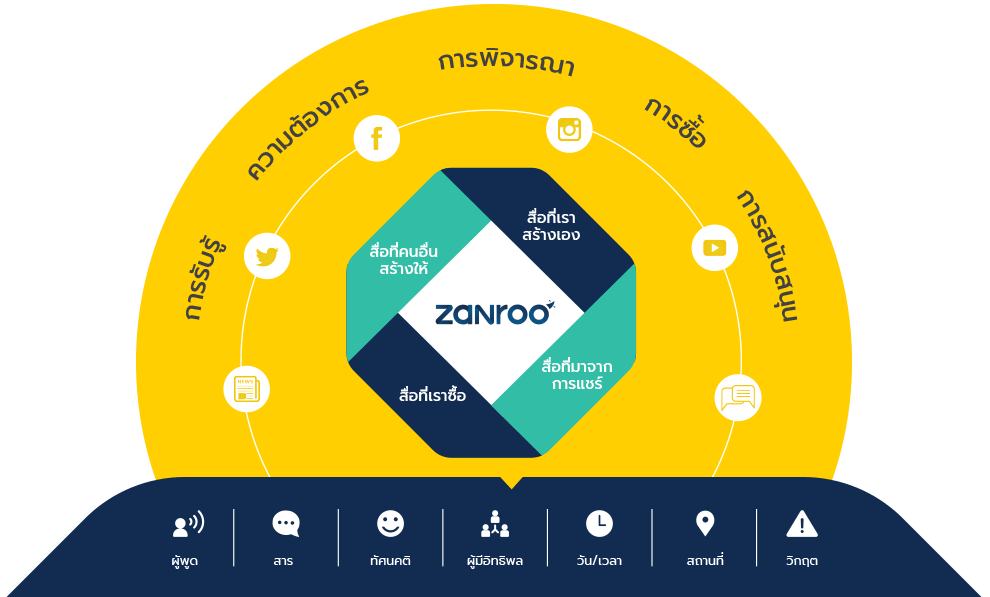 การรับรู้
ความต้องการ
การพิจารณา
การซื้อ
การสนับสนุน
NEWS
สื่อที่คนอื่น
สร้างให้
สื่อที่เรา
สร้างเอง
zanroo
สื่อที่เราซื้อ
สื่อที่มาจาก
การแชร์
ผู้พูด
สาร
ทัศนคติ
ผู้มีอิทธิพล
วัน/เวลา
สถานที่
วิกฤต